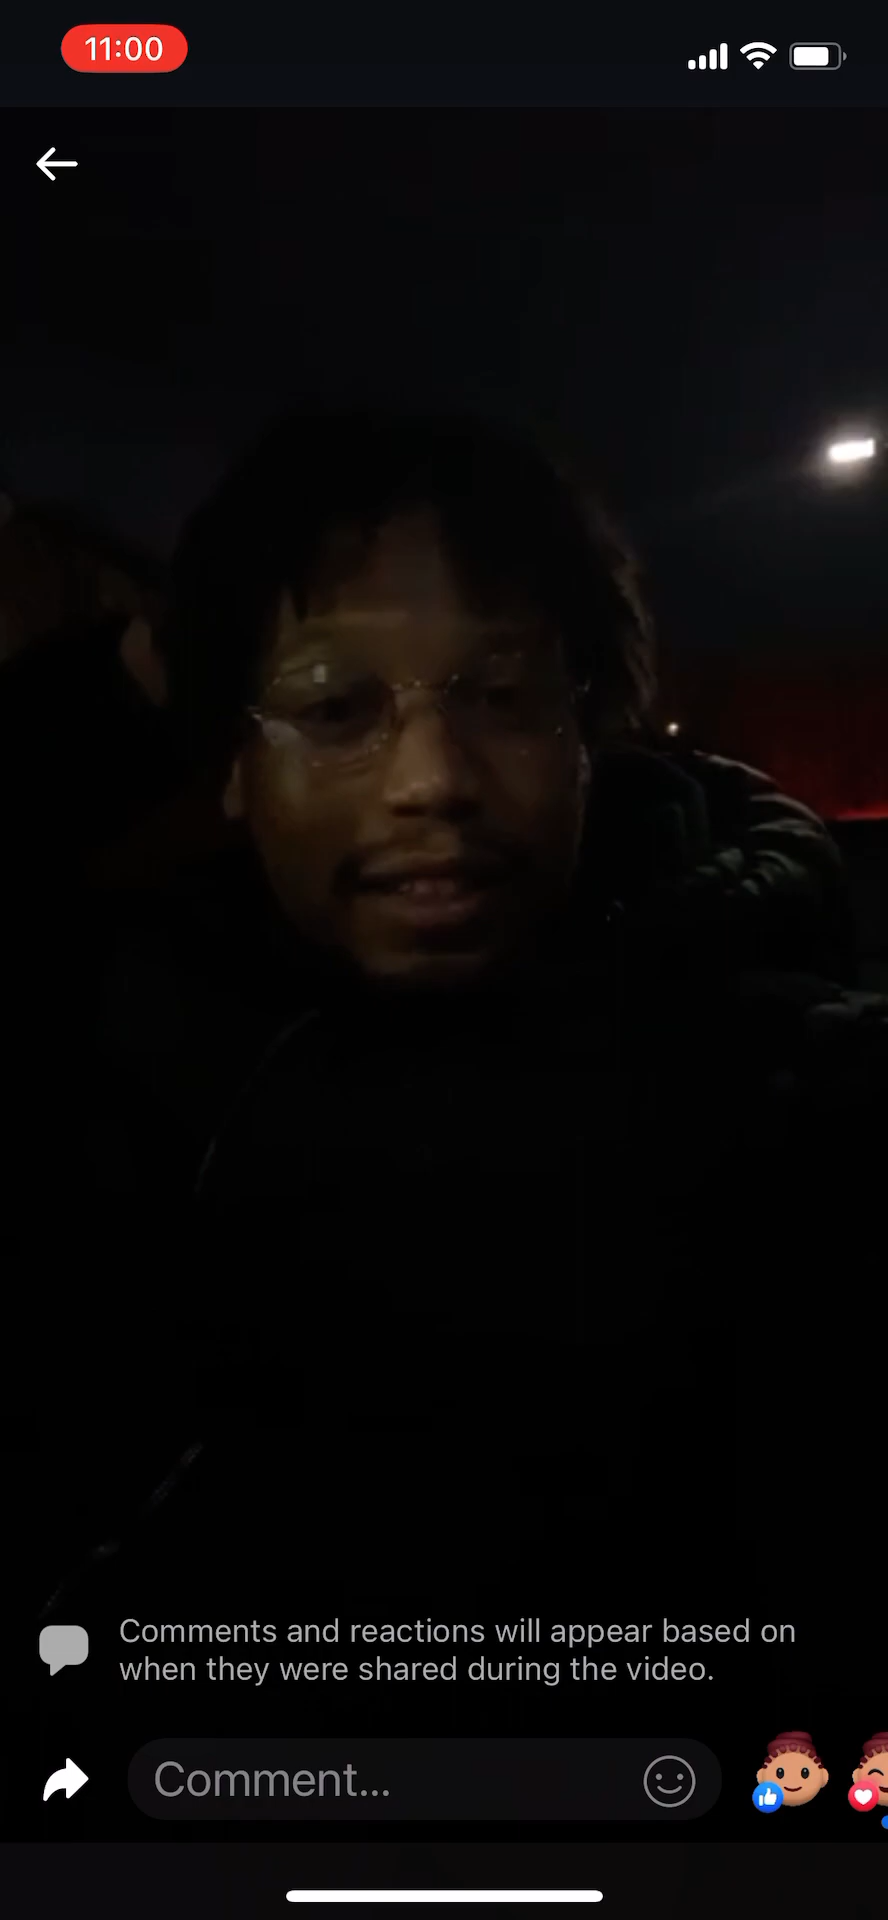 11:00
Comments and reactions will appear based on
when they were shared during the video.
Comment...